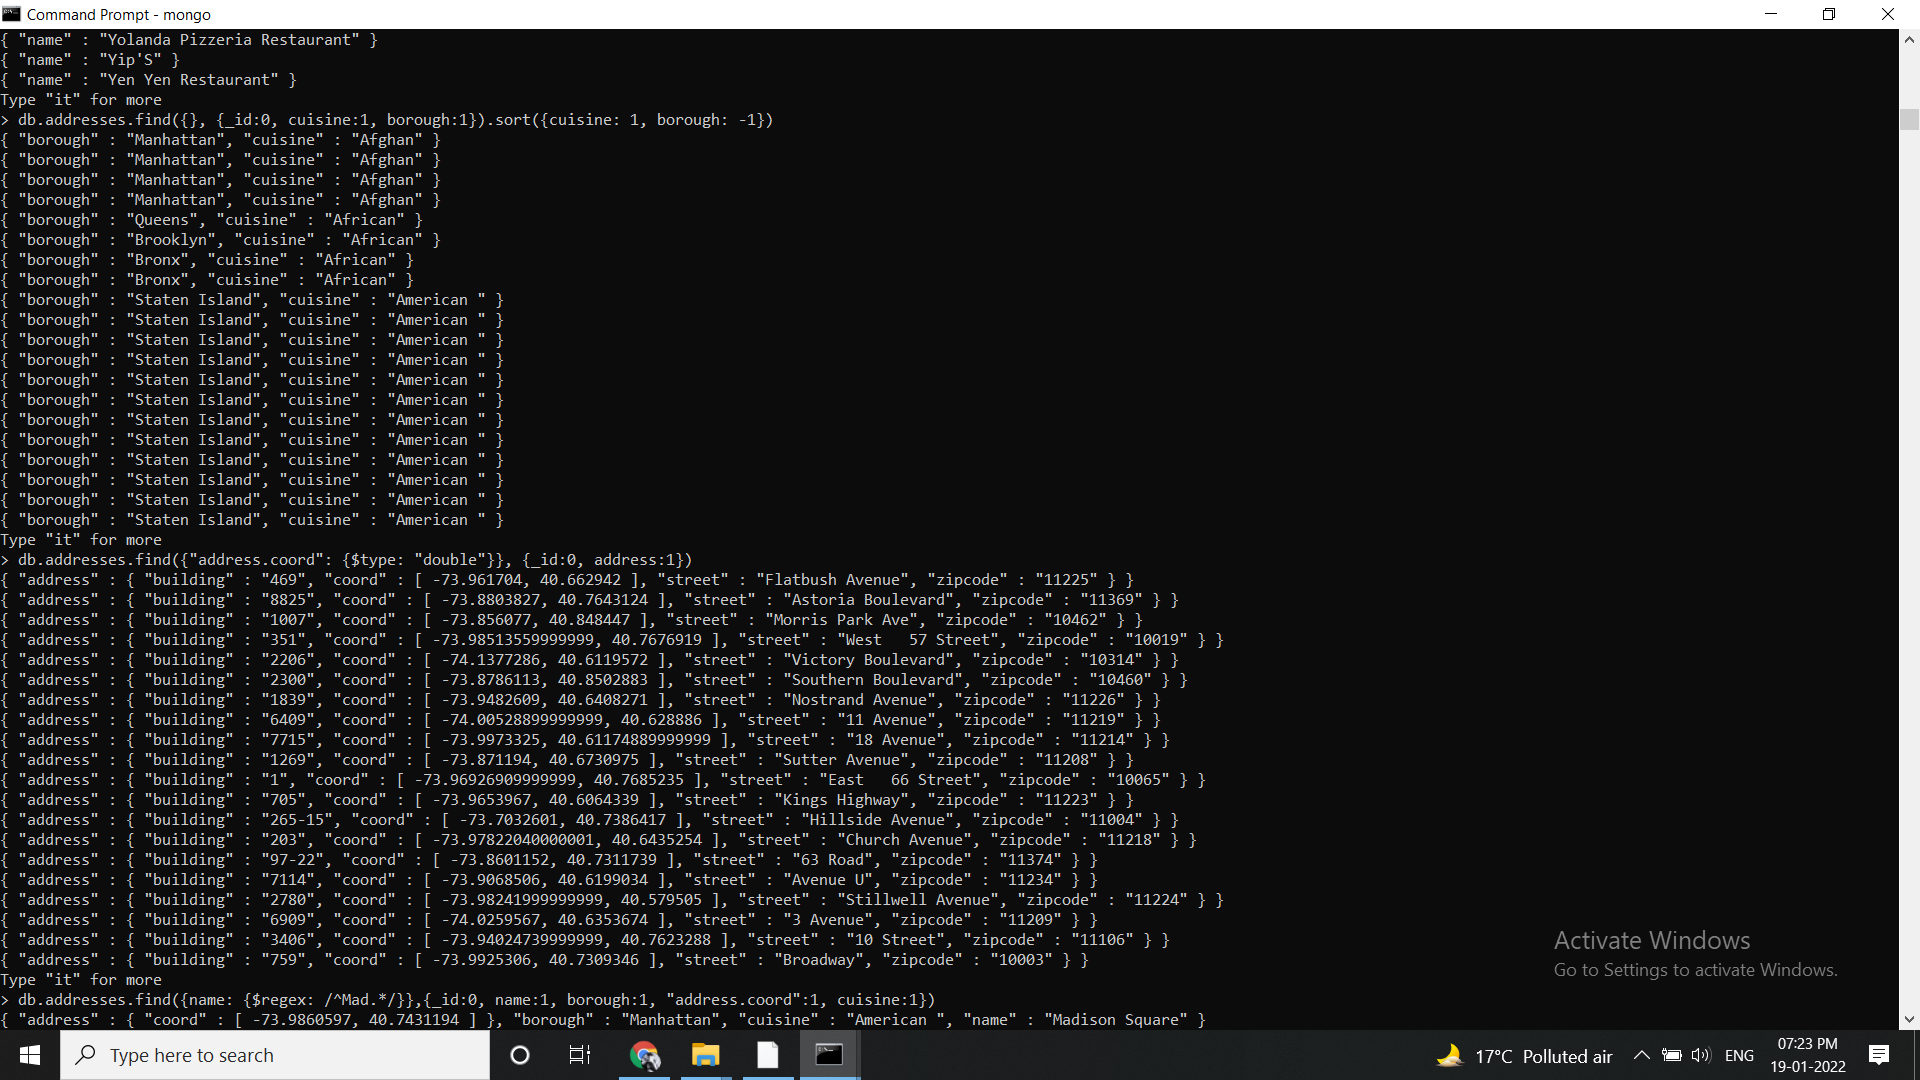 Command Prompt - mongo
{ "name" : "Yolanda Pizzeria Restaurant" }
{ "name" : "Yip'S" }
{ "name" : "Yen Yen Restaurant" }
Type "it" for more
> db.addresses.find({}, {_id:0, cuisine:1, borough:1}).sort({cuisine: 1, borough: -1})
{ "borough" : "Manhattan", "cuisine" : "Afghan" }
{ "borough" : "Manhattan", "cuisine" : "Afghan" }
{ "borough" : "Manhattan", "cuisine" : "Afghan" }
{ "borough" : "Manhattan", "cuisine" : "Afghan" }
{ "borough" : "Queens", "cuisine" : "African" }
{ "borough" : "Brooklyn", "cuisine" : "African" }
{ "borough" : "Bronx", "cuisine" : "African" }
{ "borough" : "Bronx", "cuisine" : "African" }
{ "borough" : "Staten Island", "cuisine" : "American " }
{ "borough" : "Staten Island", "cuisine" : "American " }
{ "borough" : "Staten Island", "cuisine" : "American " }
{ "borough" : "Staten Island", "cuisine" : "American " }
{ "borough" : "Staten Island", "cuisine" : "American " }
{ "borough" : "Staten Island", "cuisine" : "American " }
{ "borough" : "Staten Island", "cuisine" : "American " }
{ "borough" : "Staten Island", "cuisine" : "American " }
{ "borough" : "Staten Island", "cuisine" : "American " }
{ "borough" : "Staten Island", "cuisine" : "American " }
{ "borough" : "Staten Island", "cuisine" : "American " }
{ "borough" : "Staten Island", "cuisine" : "American " }
Type "it" for more
> db.addresses.find({"address.coord": {$type: "double"}}, {_id:0, address:1})
{ "address" : { "building" : "469", "coord" : [ -73.961704, 40.662942 ], "street" : "Flatbush Avenue", "zipcode" : "11225" } }
{ "address" : { "building" : "8825", "coord" : [ -73.8803827, 40.7643124 ], "street" : "Astoria Boulevard", "zipcode" : "11369" } }
{ "address" : { "building" : "1007", "coord" : [ -73.856077, 40.848447 ], "street" : "Morris Park Ave", "zipcode" : "10462" } }
{ "address" : { "building" : "351", "coord" : [ -73.98513559999999, 40.7676919 ], "street" : "West   57 Street", "zipcode" : "10019" } }
{ "address" : { "building" : "2206", "coord" : [ -74.1377286, 40.6119572 ], "street" : "Victory Boulevard", "zipcode" : "10314" } }
{ "address" : { "building" : "2300", "coord" : [ -73.8786113, 40.8502883 ], "street" : "Southern Boulevard", "zipcode" : "10460" } }
{ "address" : { "building" : "1839", "coord" : [ -73.9482609, 40.6408271 ], "street" : "Nostrand Avenue", "zipcode" : "11226" } }
{ "address" : { "building" : "6409", "coord" : [ -74.00528899999999, 40.628886 ], "street" : "11 Avenue", "zipcode" : "11219" } }
{ "address" : { "building" : "7715", "coord" : [ -73.9973325, 40.61174889999999 ], "street" : "18 Avenue", "zipcode" : "11214" } }
{ "address" : { "building" : "1269", "coord" : [ -73.871194, 40.6730975 ], "street" : "Sutter Avenue", "zipcode" : "11208" } }
{ "address" : { "building" : "1", "coord" : [ -73.96926909999999, 40.7685235 ], "street" : "East   66 Street", "zipcode" : "10065" } }
{ "address" : { "building" : "705", "coord" : [ -73.9653967, 40.6064339 ], "street" : "Kings Highway", "zipcode" : "11223" } }
{ "address" : { "building" : "265-15", "coord" : [ -73.7032601, 40.7386417 ], "street" : "Hillside Avenue", "zipcode" : "11004" } }
{ "address" : { "building" : "203", "coord" : [ -73.97822040000001, 40.6435254 ], "street" : "Church Avenue", "zipcode" : "11218" } }
{ "address" : { "building" : "97-22", "coord" : [ -73.8601152, 40.7311739 ], "street" : "63 Road", "zipcode" : "11374" } }
{ "address" : { "building" : "7114", "coord" : [ -73.9068506, 40.6199034 ], "street" : "Avenue U", "zipcode" : "11234" } }
{ "address" : { "building" : "2780", "coord" : [ -73.98241999999999, 40.579505 ], "street" : "Stillwell Avenue", "zipcode" : "11224" } }
{ "address" : { "building" : "6909", "coord" : [ -74.0259567, 40.6353674 ], "street" : "3 Avenue", "zipcode" : "11209" } }
{ "address" : { "building" : "3406", "coord" : [ -73.94024739999999, 40.7623288 ], "street" : "10 Street", "zipcode" : "11106" } }
{ "address" : { "building" : "759", "coord" : [ -73.9925306, 40.7309346 ], "street" : "Broadway", "zipcode" : "10003" } }
Type "it" for more
> db.addresses.find({name: {$regex: /^Mad.*/}},{_id:0, name:1, borough:1, "address.coord":1, cuisine:1})
{ "address" : { "coord" : [ -73.9860597, 40.7431194 ] }, "borough" : "Manhattan", "cuisine" : "American ", "name" : "Madison Square" }
Activate Windows
Go to Settings to activate Windows.
Type here to search
17°C Polluted air
ENG
07:23 PM
19-01-2022